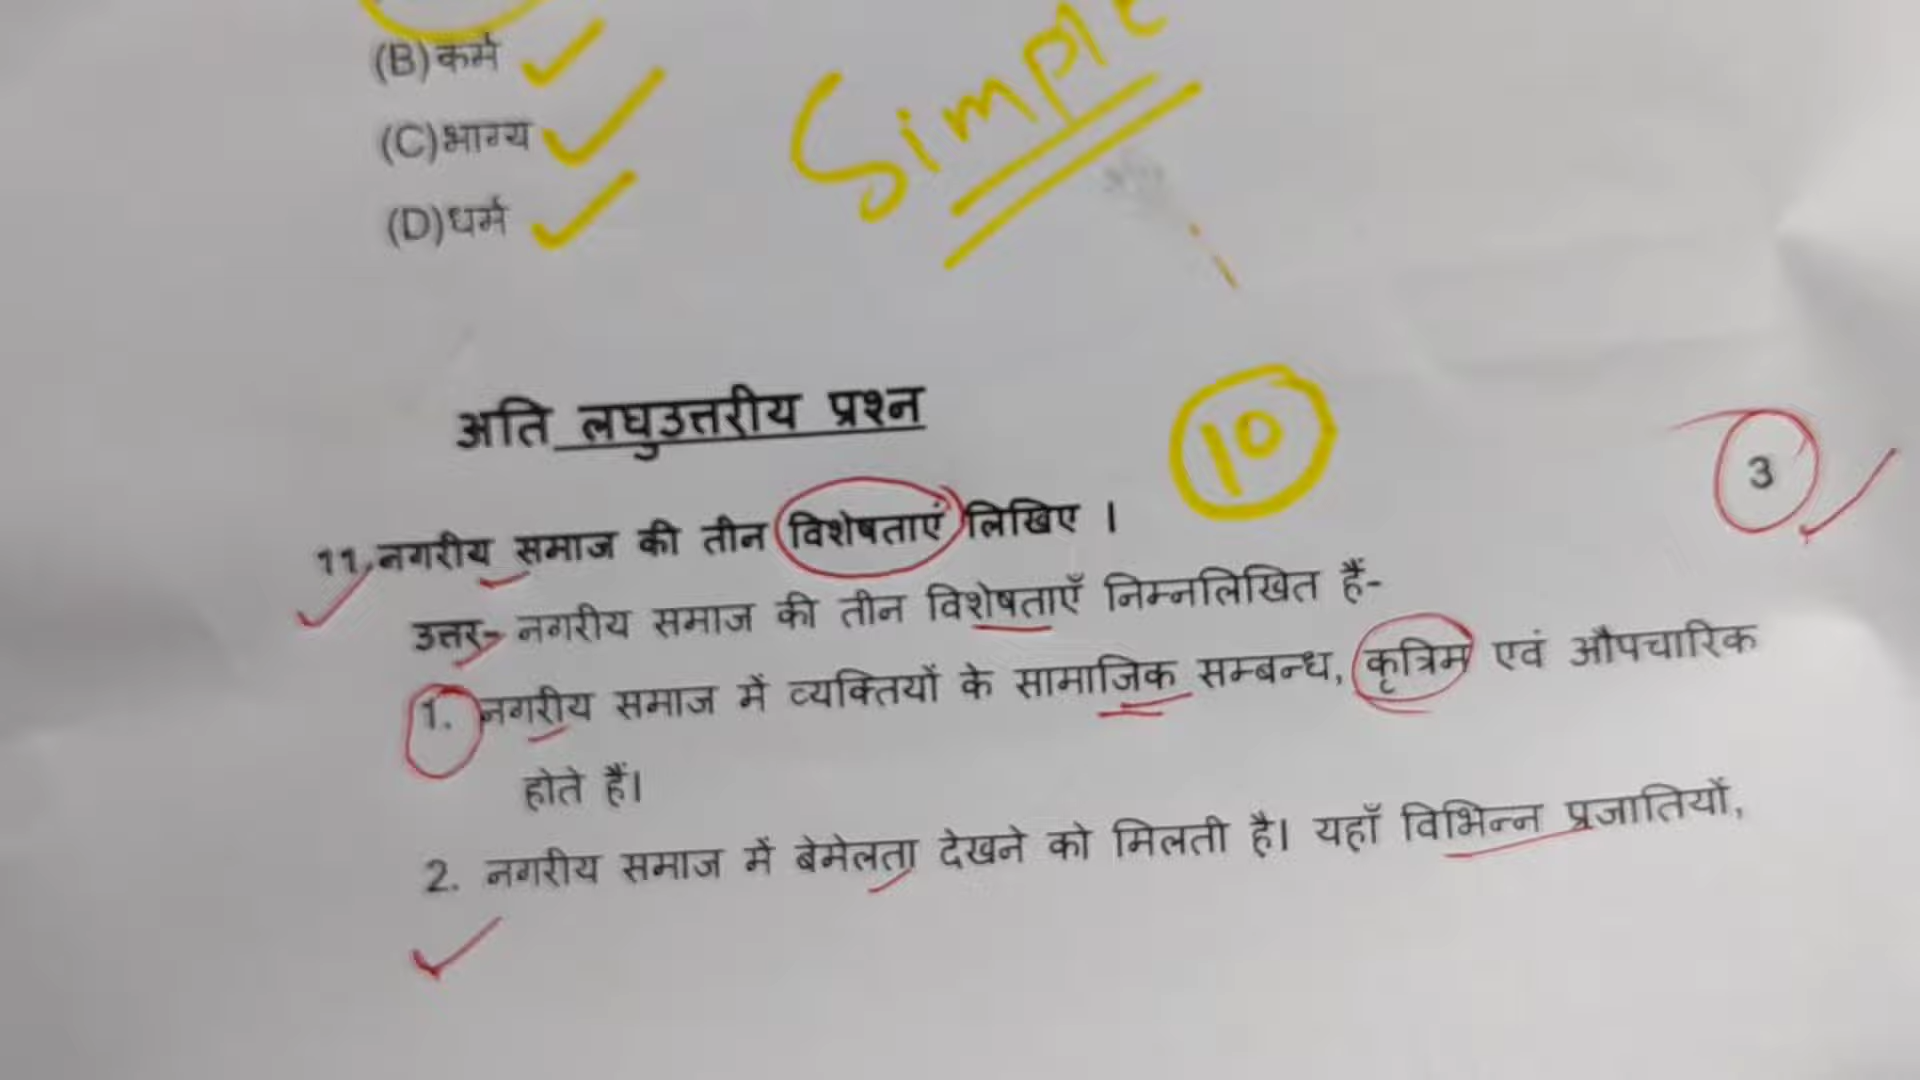 (B)कर्म
(C)भाग्य
(D)धर्म
Simple
अति लघुउत्तरीय प्रश्न
10
3
11.नगरीय समाज की तीन विशेषताएं लिखिए ।
उत्तर- नगरीय समाज की तीन विशेषताएँ निम्नलिखित हैं-
1. नगरीय समाज में व्यक्तियों के सामाजिक सम्बन्ध, कृत्रिम एवं औपचारिक
होते हैं।
2. नगरीय समाज में बेमेलता देखने को मिलती है। यहाँ विभिन्न प्रजातियों,